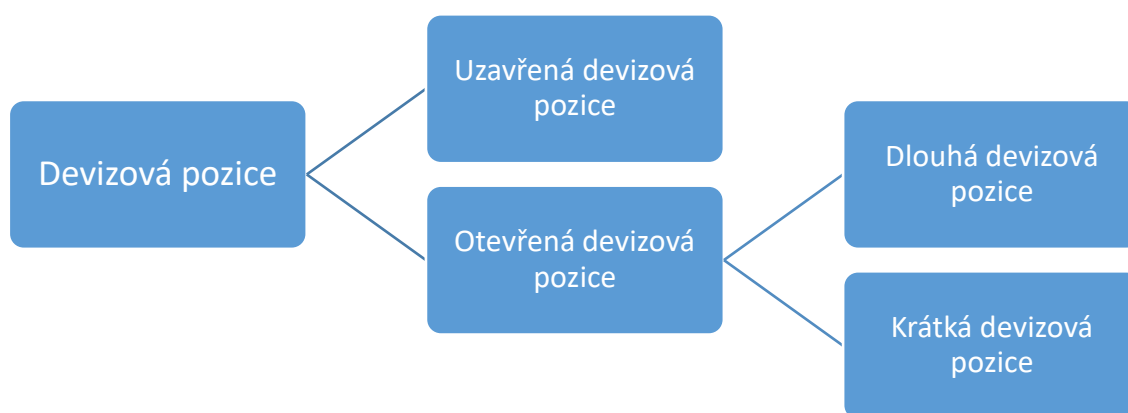 Devizová pozice
Uzavřená devizová
pozice
Otevřená devizová
pozice
Dlouhá devizová
pozice
Krátká devizová
pozice